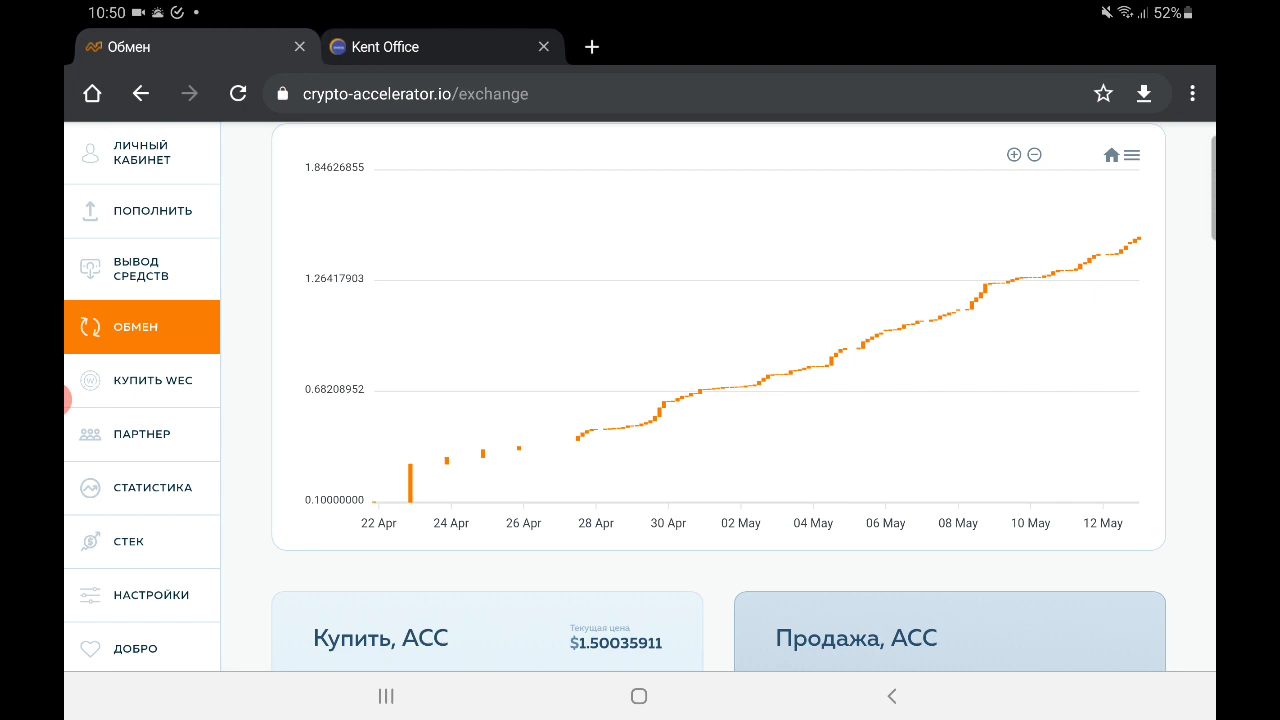 10:50
52%
Обмен
Kent Office
crypto-accelerator.io/exchange
ЛИЧНЫЙ
КАБИНЕТ
ПОПОЛНИТЬ
ВЫВОД
СРЕДСТВ
ОБМЕН
КУПИТЬ WEC
ПАРТНЕР
СТАТИСТИКА
СТЕК
НАСТРОЙКИ
ДОБРО
1.84626855
1.26417903
0.68208952
0.10000000
22 Apr 24 Apr 26 Apr 28 Apr 30 Apr 02 May 04 May 06 May 08 May 10 May 12 May
Купить, ACC
Текущая цена
$1.50035911
Продажа, ACC